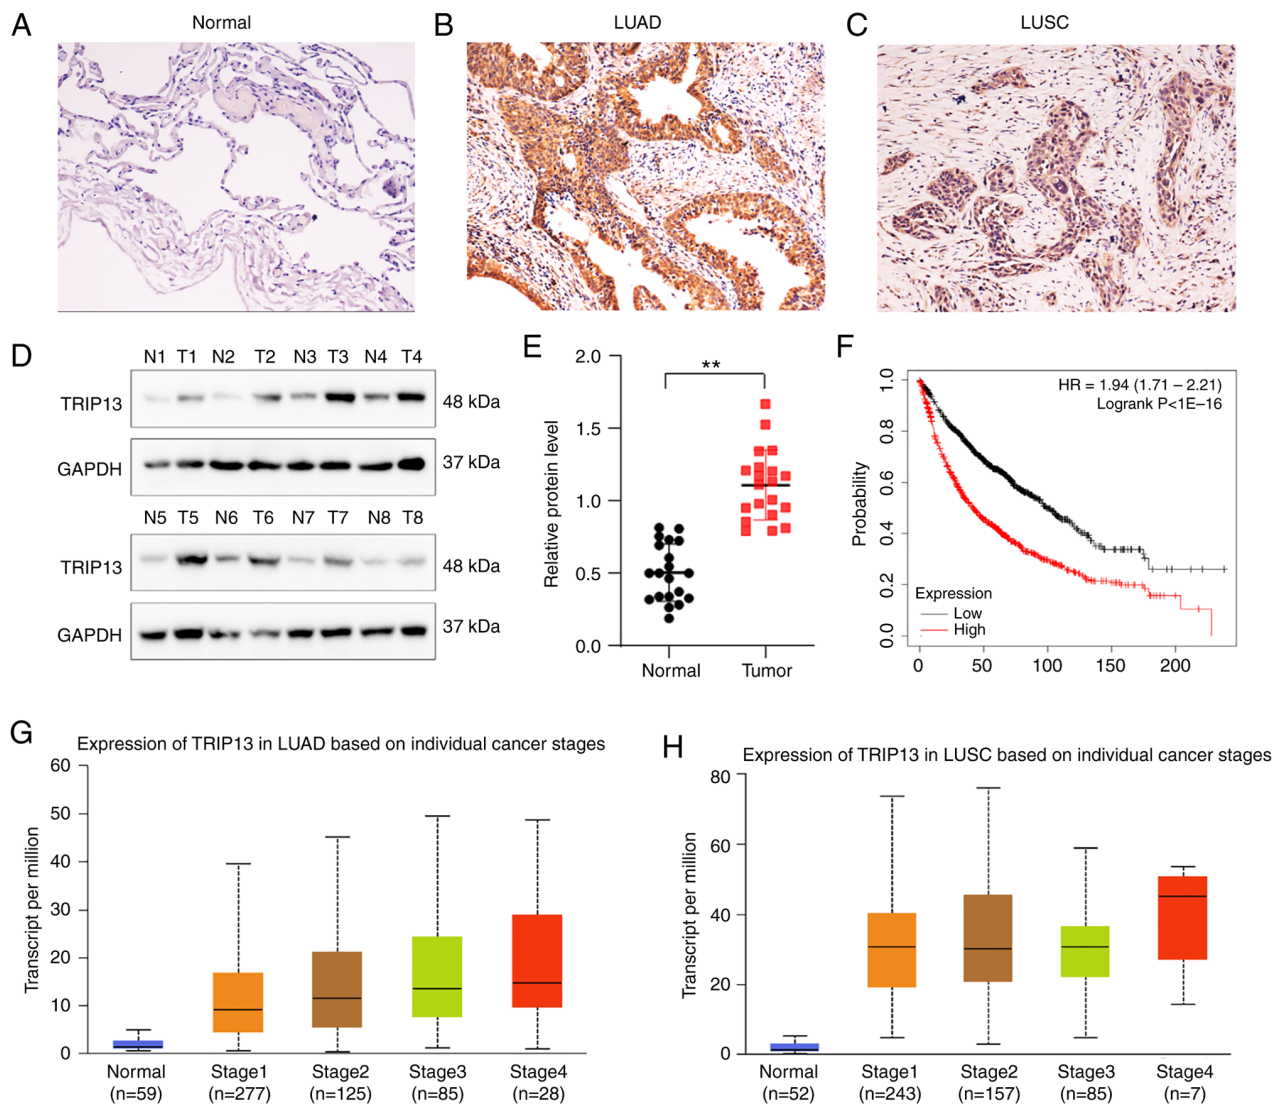 A Normal
B LUAD
C LUSC
D
N1 T1 N2 T2 N3 T3 N4 T4
TRIP13 48 kDa
GAPDH 37 kDa
N5 T5 N6 T6 N7 T7 N8 T8
TRIP13 48 kDa
GAPDH 37 kDa
E
Relative protein level
2.0
1.5
1.0
0.5
0.0
**
Normal Tumor
F
Probability
1.0
0.8
0.6
0.4
0.2
0.0
HR = 1.94 (1.71 – 2.21)
Logrank P<1E–16
Expression
Low
High
0 50 100 150 200
G
Expression of TRIP13 in LUAD based on individual cancer stages
Transcript per million
60
50
40
30
20
10
0
Normal Stage1 Stage2 Stage3 Stage4
(n=59) (n=277) (n=125) (n=85) (n=28)
H
Expression of TRIP13 in LUSC based on individual cancer stages
Transcript per million
80
60
40
20
0
Normal Stage1 Stage2 Stage3 Stage4
(n=52) (n=243) (n=157) (n=85) (n=7)